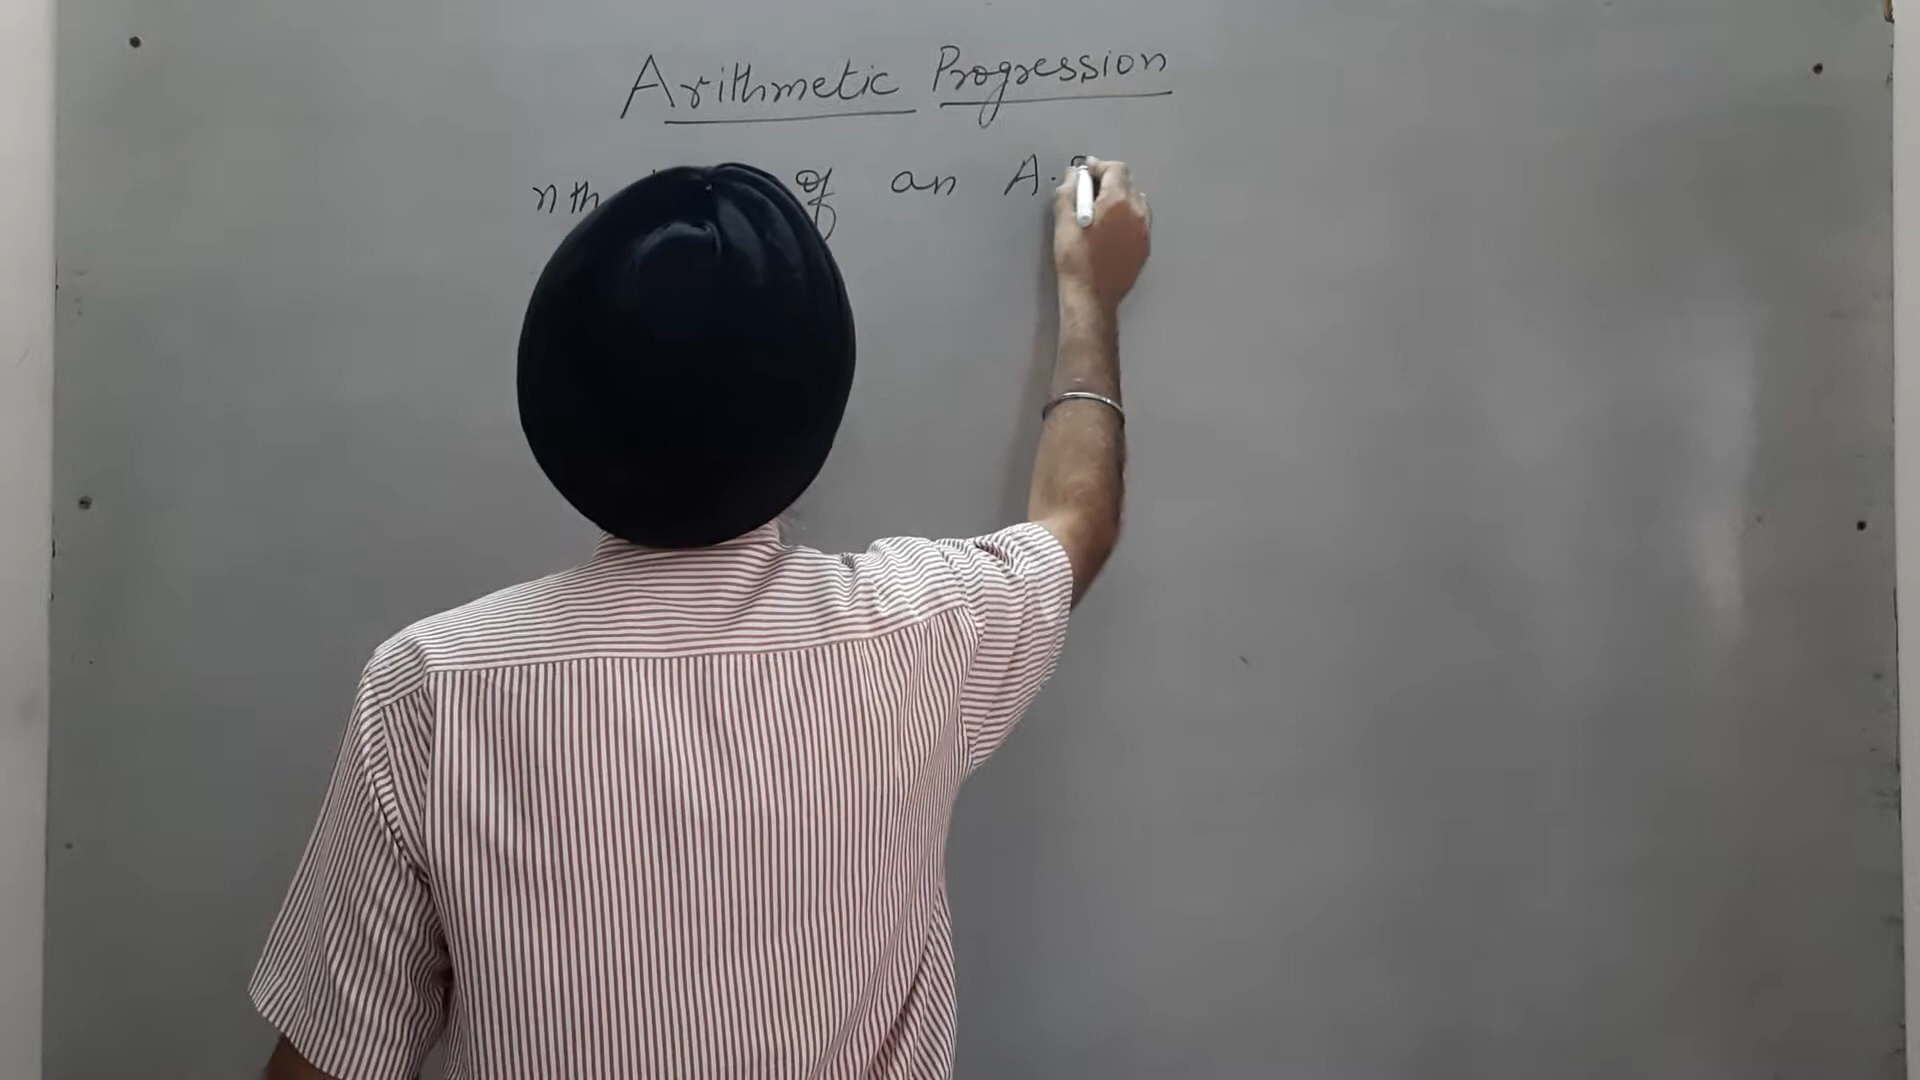 Arithmetic Progression
nth of an A.